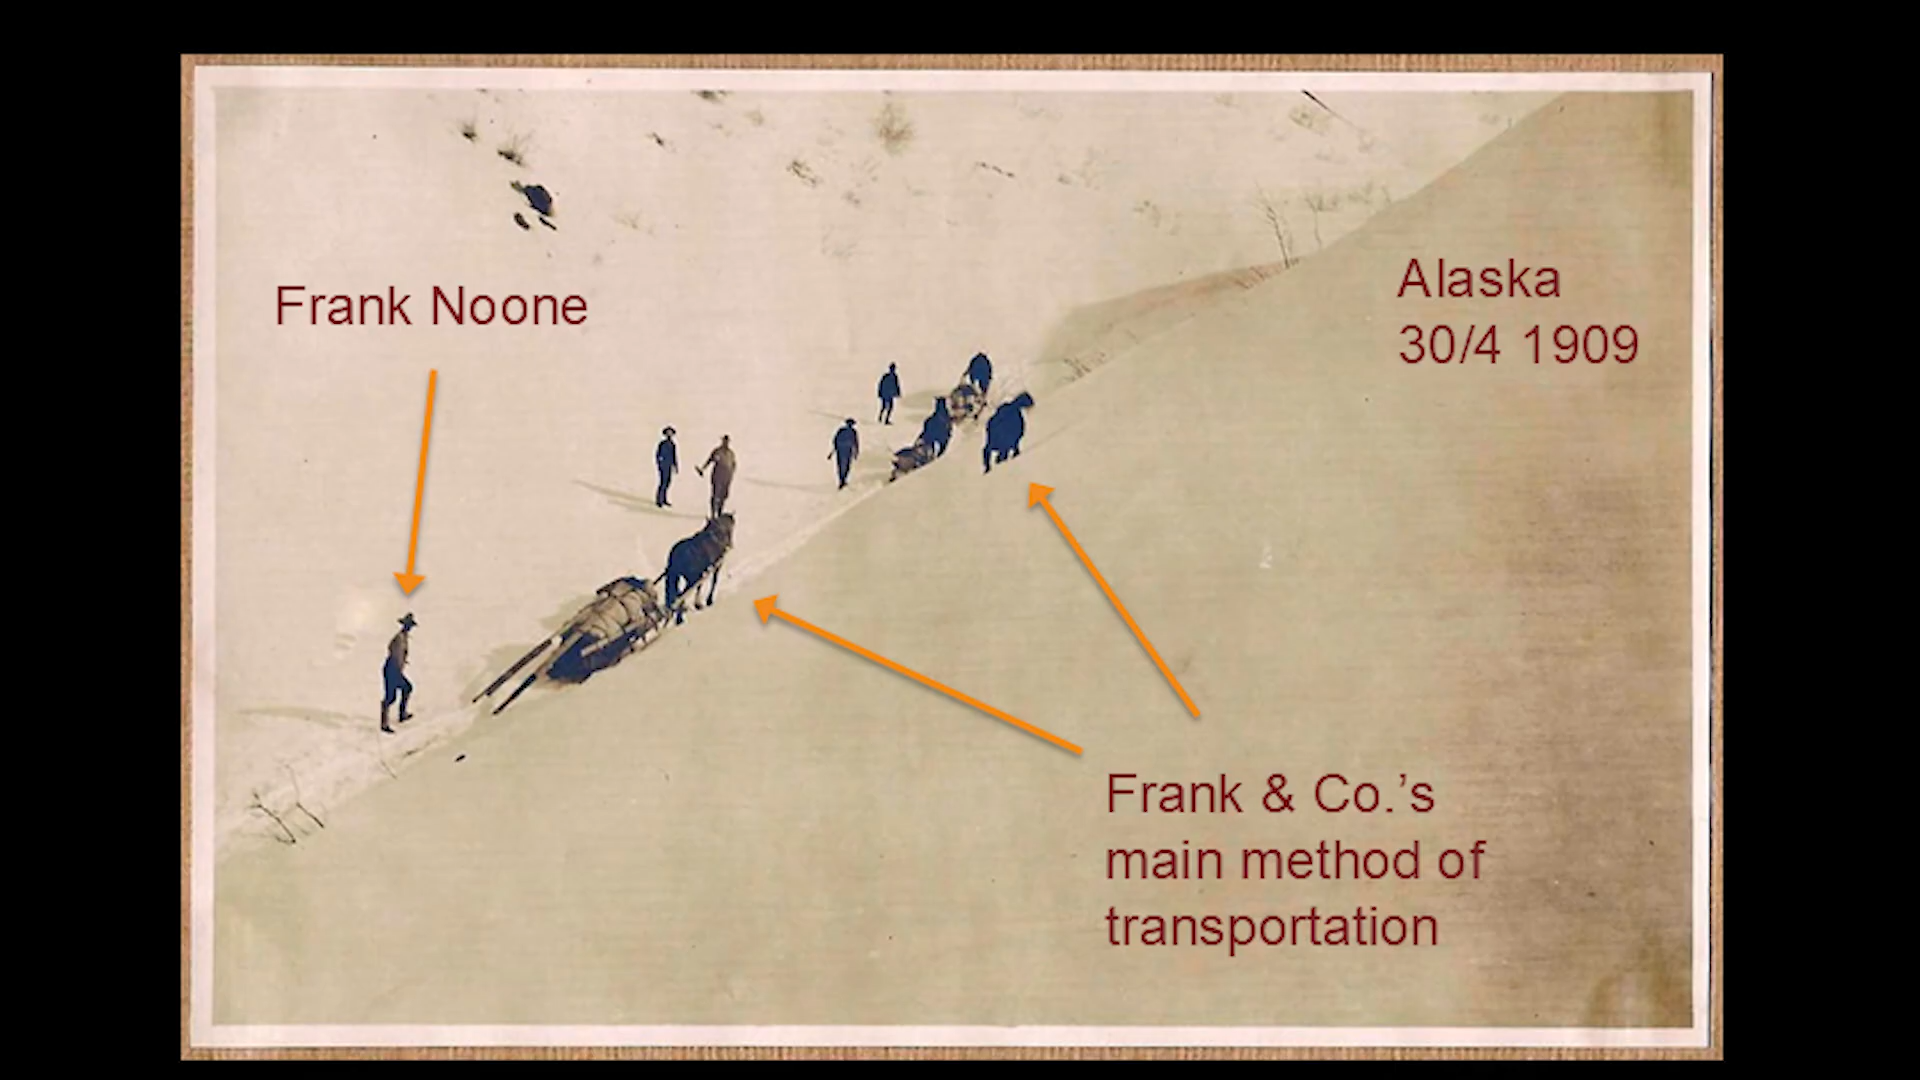 Frank Noone
Alaska
30/4 1909
Frank & Co.’s
main method of
transportation